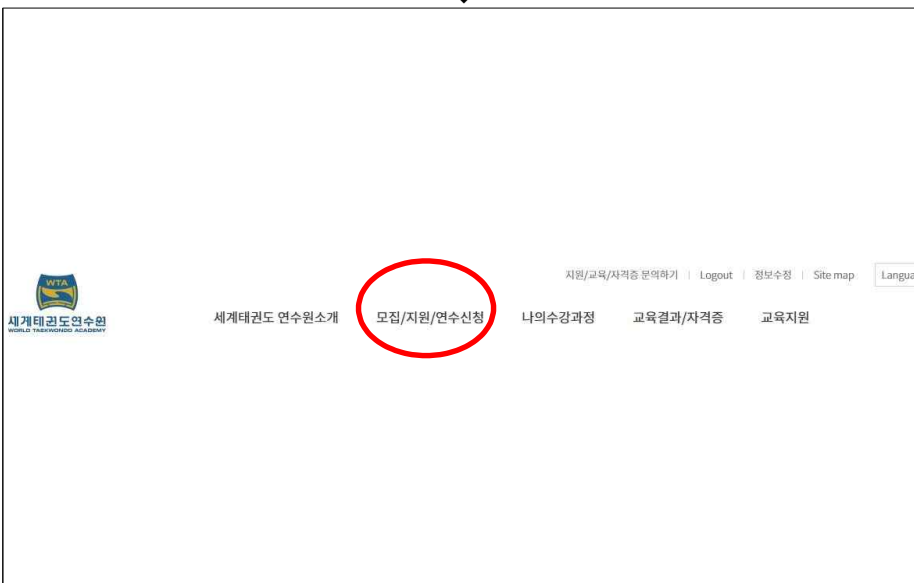 지원/교육/자격증 문의하기 | Logout | 정보수정 | Site map Langua
WTA
세계태권도연수원
WORLD TAEKWONDO ACADEMY
세계태권도 연수원소개 모집/지원/연수신청 나의수강과정 교육결과/자격증 교육지원